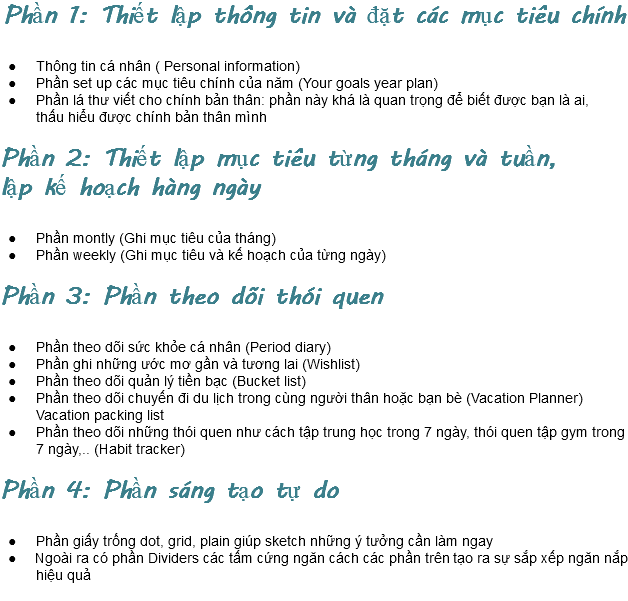 Phần 1: Thiết lập thông tin và đặt các mục tiêu chính
● Thông tin cá nhân ( Personal information)
● Phần set up các mục tiêu chính của năm (Your goals year plan)
● Phần lá thư viết cho chính bản thân: phần này khá là quan trọng để biết được bạn là ai,
thấu hiểu được chính bản thân mình
Phần 2: Thiết lập mục tiêu từng tháng và tuần,
lập kế hoạch hàng ngày
● Phần montly (Ghi mục tiêu của tháng)
● Phần weekly (Ghi mục tiêu và kế hoạch của từng ngày)
Phần 3: Phần theo dõi thói quen
● Phần theo dõi sức khỏe cá nhân (Period diary)
● Phần ghi những ước mơ gần và tương lai (Wishlist)
● Phần theo dõi quản lý tiền bạc (Bucket list)
● Phần theo dõi chuyến đi du lịch trong cùng người thân hoặc bạn bè (Vacation Planner)
Vacation packing list
● Phần theo dõi những thói quen như cách tập trung học trong 7 ngày, thói quen tập gym trong
7 ngày,.. (Habit tracker)
Phần 4: Phần sáng tạo tự do
● Phần giấy trống dot, grid, plain giúp sketch những ý tưởng cần làm ngay
● Ngoài ra có phần Dividers các tấm cứng ngăn cách các phần trên tạo ra sự sắp xếp ngăn nắp
hiệu quả